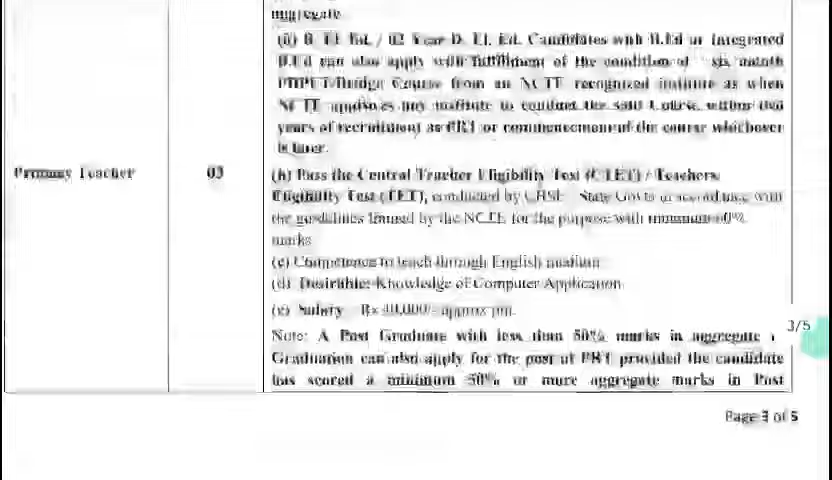 aggregate.
(ii) B. El. Ed. / 02 Year D. El. Ed. Candidates with B.Ed or Integrated
B.Ed can also apply with fulfillment of the condition of six month
PDPET/Bridge Course from an NCTE recognized institute as when
NCTE approves any institute to conduct the said Course, within two
years of recruitment as PRT or commencement of the course whichever
is later.
Primary Teacher
03
(b) Pass the Central Teacher Eligibility Test (CTET) / Teachers
Eligibility Test (TET), conducted by CBSE State Govts in accordance with
the guidelines framed by the NCTE for the purpose with minimum 60%
marks
(c) Competence to teach through English medium
(d) Desirable: Knowledge of Computer Application
(e) Salary Rs 40,000/- approx pm.
Note: A Post Graduate with less than 50% marks in aggregate
3/5
Graduation can also apply for the post of PRT provided the candidate
has scored a minimum 50% or more aggregate marks in Post
Page 3 of 5